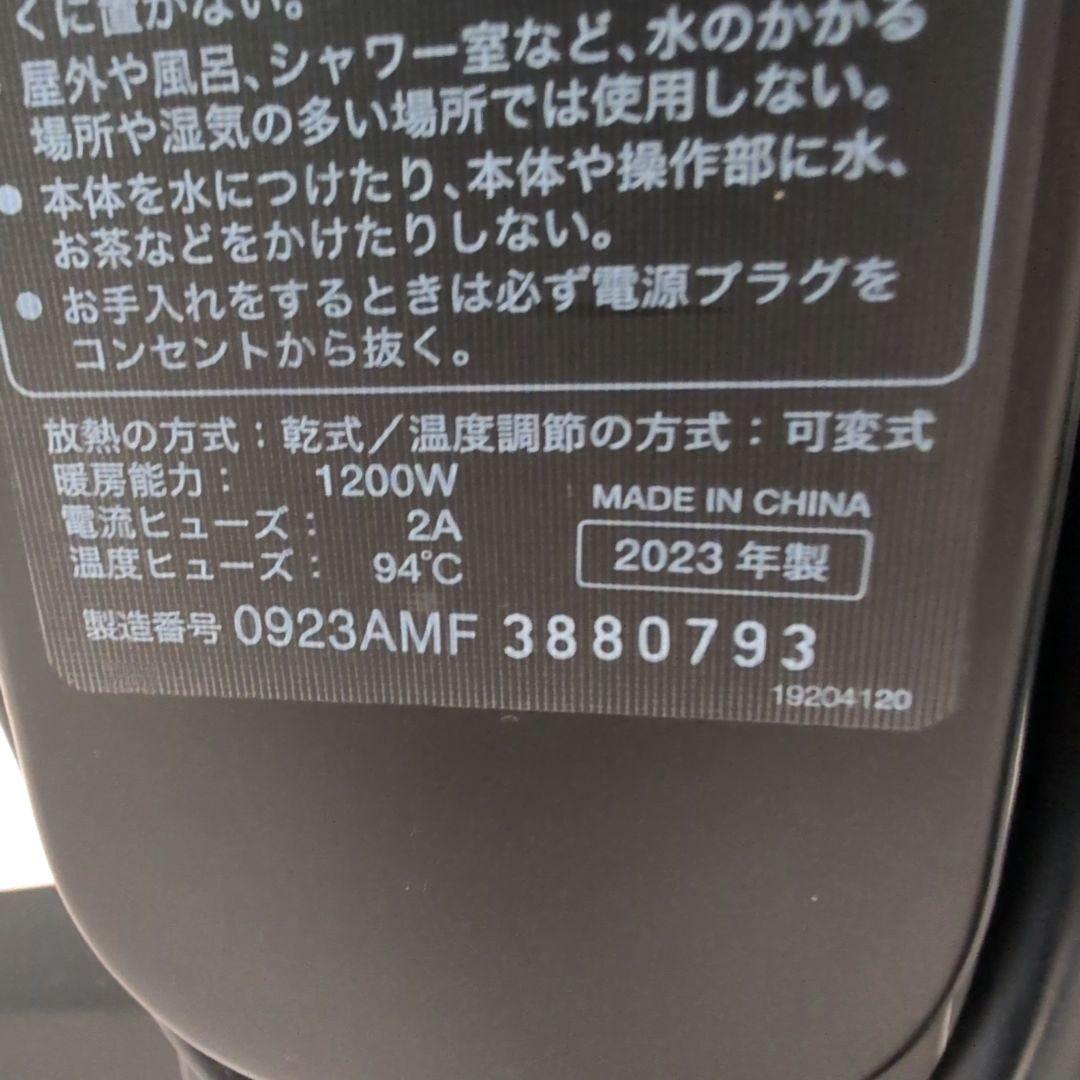 くに置かない。
屋外や風呂、シャワー室など、水のかかる
場所や湿気の多い場所では使用しない。
● 本体を水につけたり、本体や操作部に水、
お茶などをかけたりしない。
● お手入れをするときは必ず電源プラグを
コンセントから抜く。
放熱の方式：乾式／温度調節の方式：可変式
暖房能力： 1200W
電流ヒューズ： 2A
温度ヒューズ： 94℃
MADE IN CHINA
2023 年製
製造番号 0923AMF 3880793
19204120